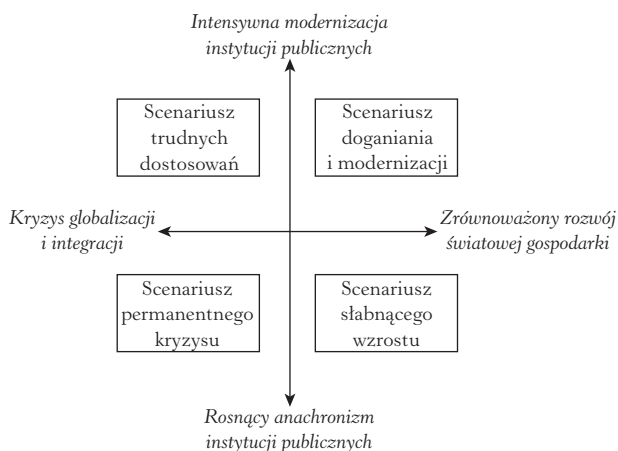 Intensywna modernizacja
instytucji publicznych
Scenariusz
trudnych
dostosowań
Scenariusz
doganiania
i modernizacji
Kryzys globalizacji
i integracji
Zrównoważony rozwój
światowej gospodarki
Scenariusz
permanentnego
kryzysu
Scenariusz
słabnącego
wzrostu
Rosnący anachronizm
instytucji publicznych